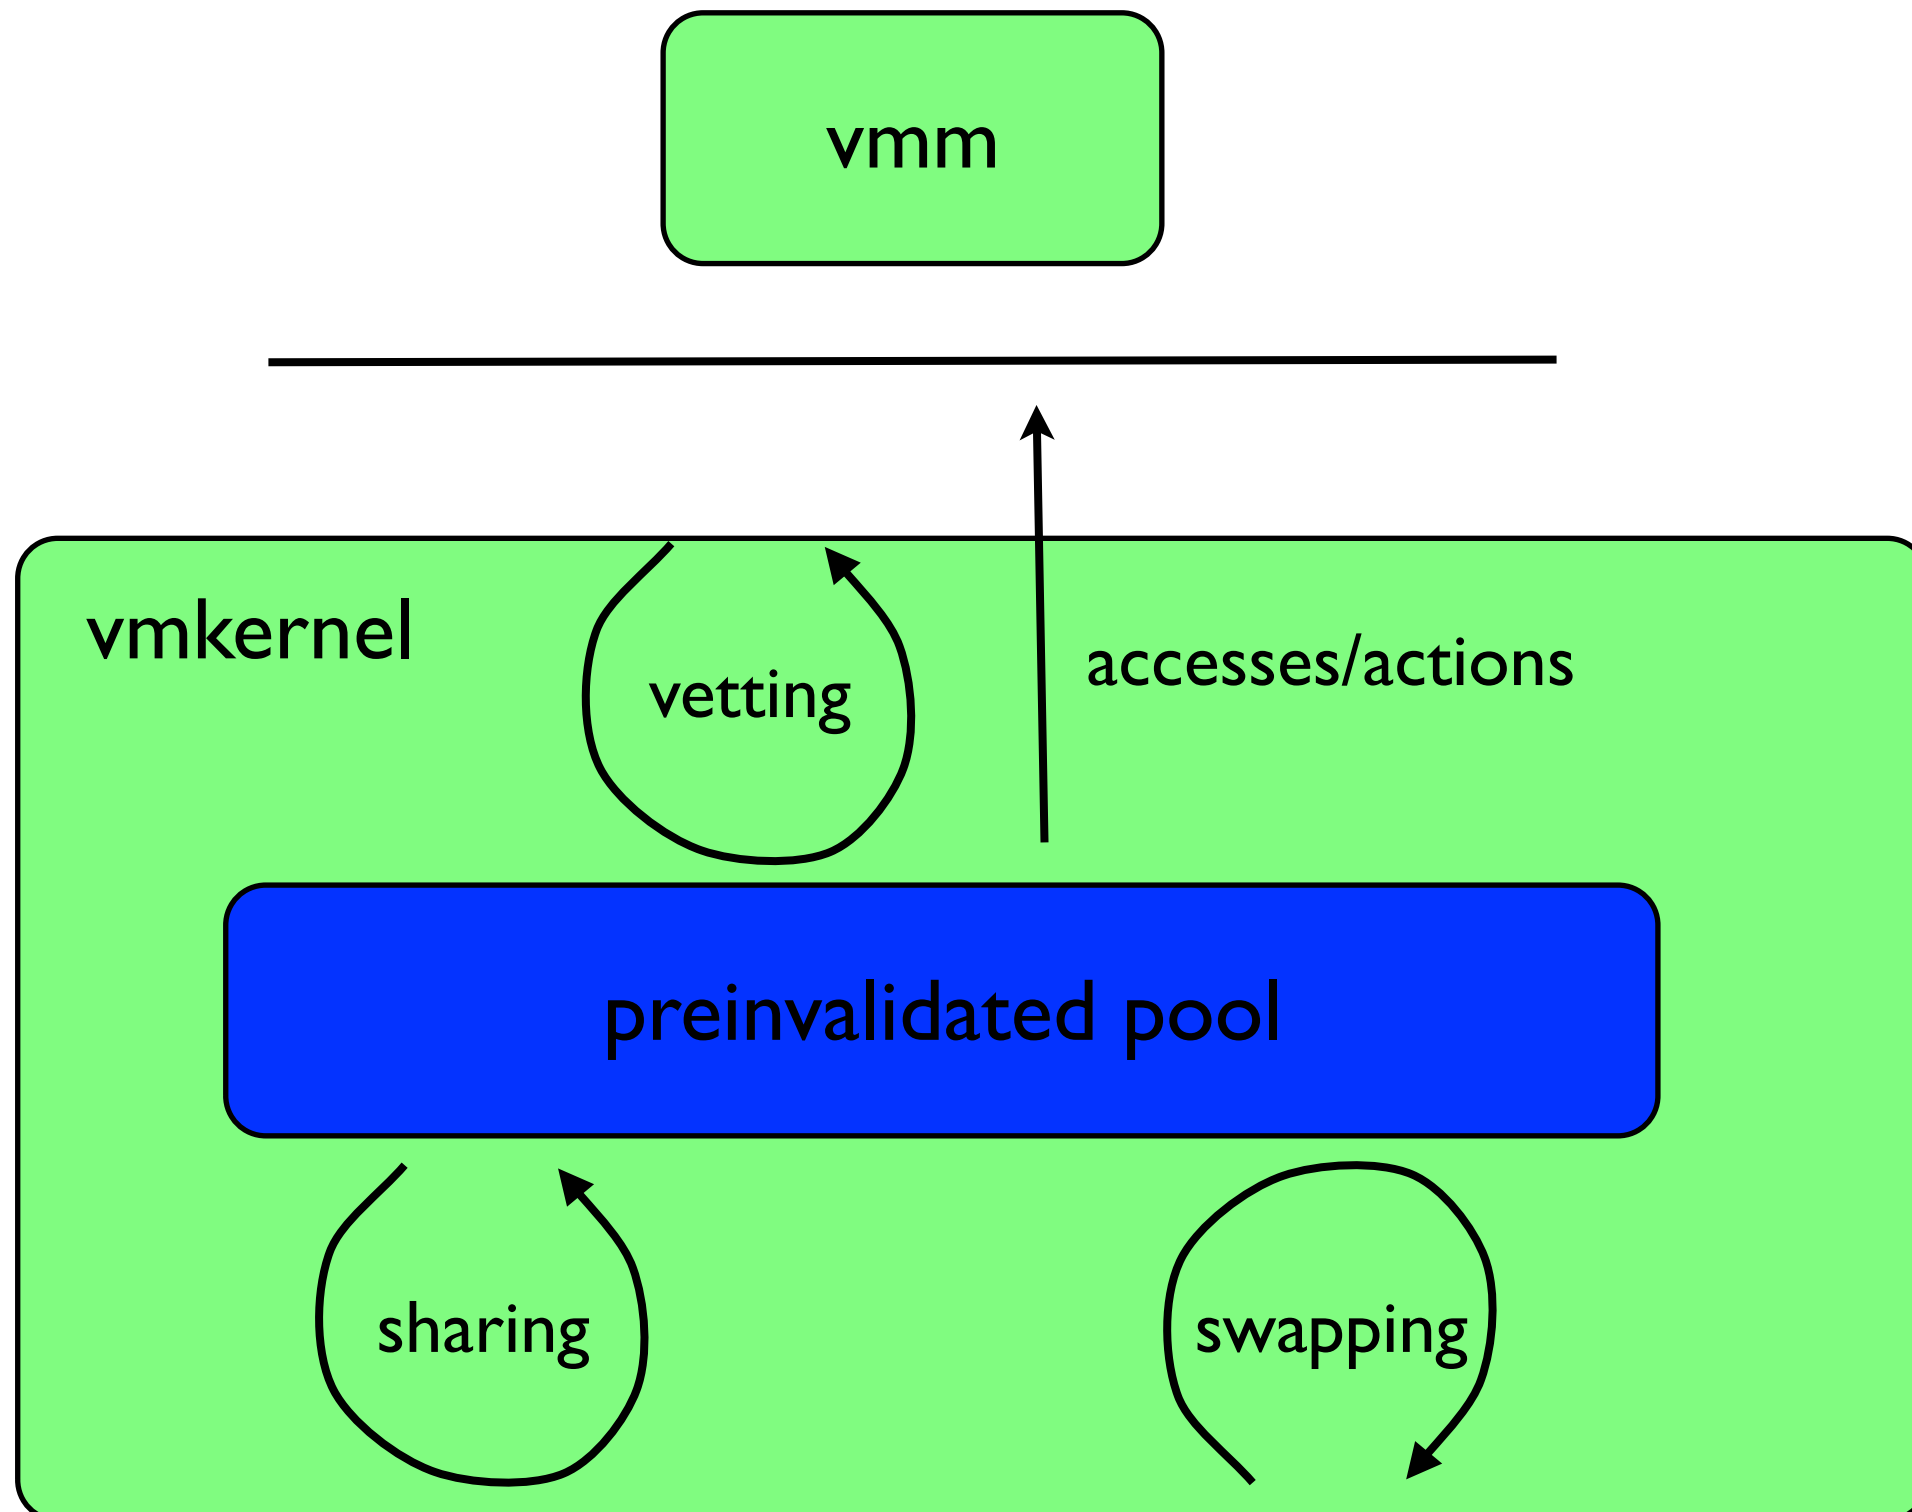 vmm
vmkernel
accesses/actions
vetting
preinvalidated pool
sharing
swapping